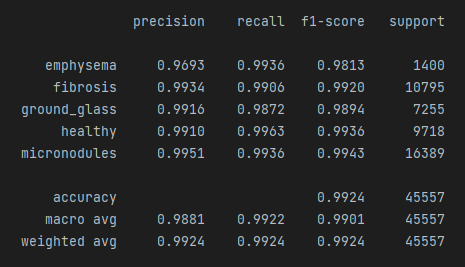 precision recall f1-score support
emphysema 0.9693 0.9936 0.9813 1400
fibrosis 0.9934 0.9906 0.9920 10795
ground_glass 0.9916 0.9872 0.9894 7255
healthy 0.9910 0.9963 0.9936 9718
micronodules 0.9951 0.9936 0.9943 16389
accuracy 0.9924 45557
macro avg 0.9881 0.9922 0.9901 45557
weighted avg 0.9924 0.9924 0.9924 45557